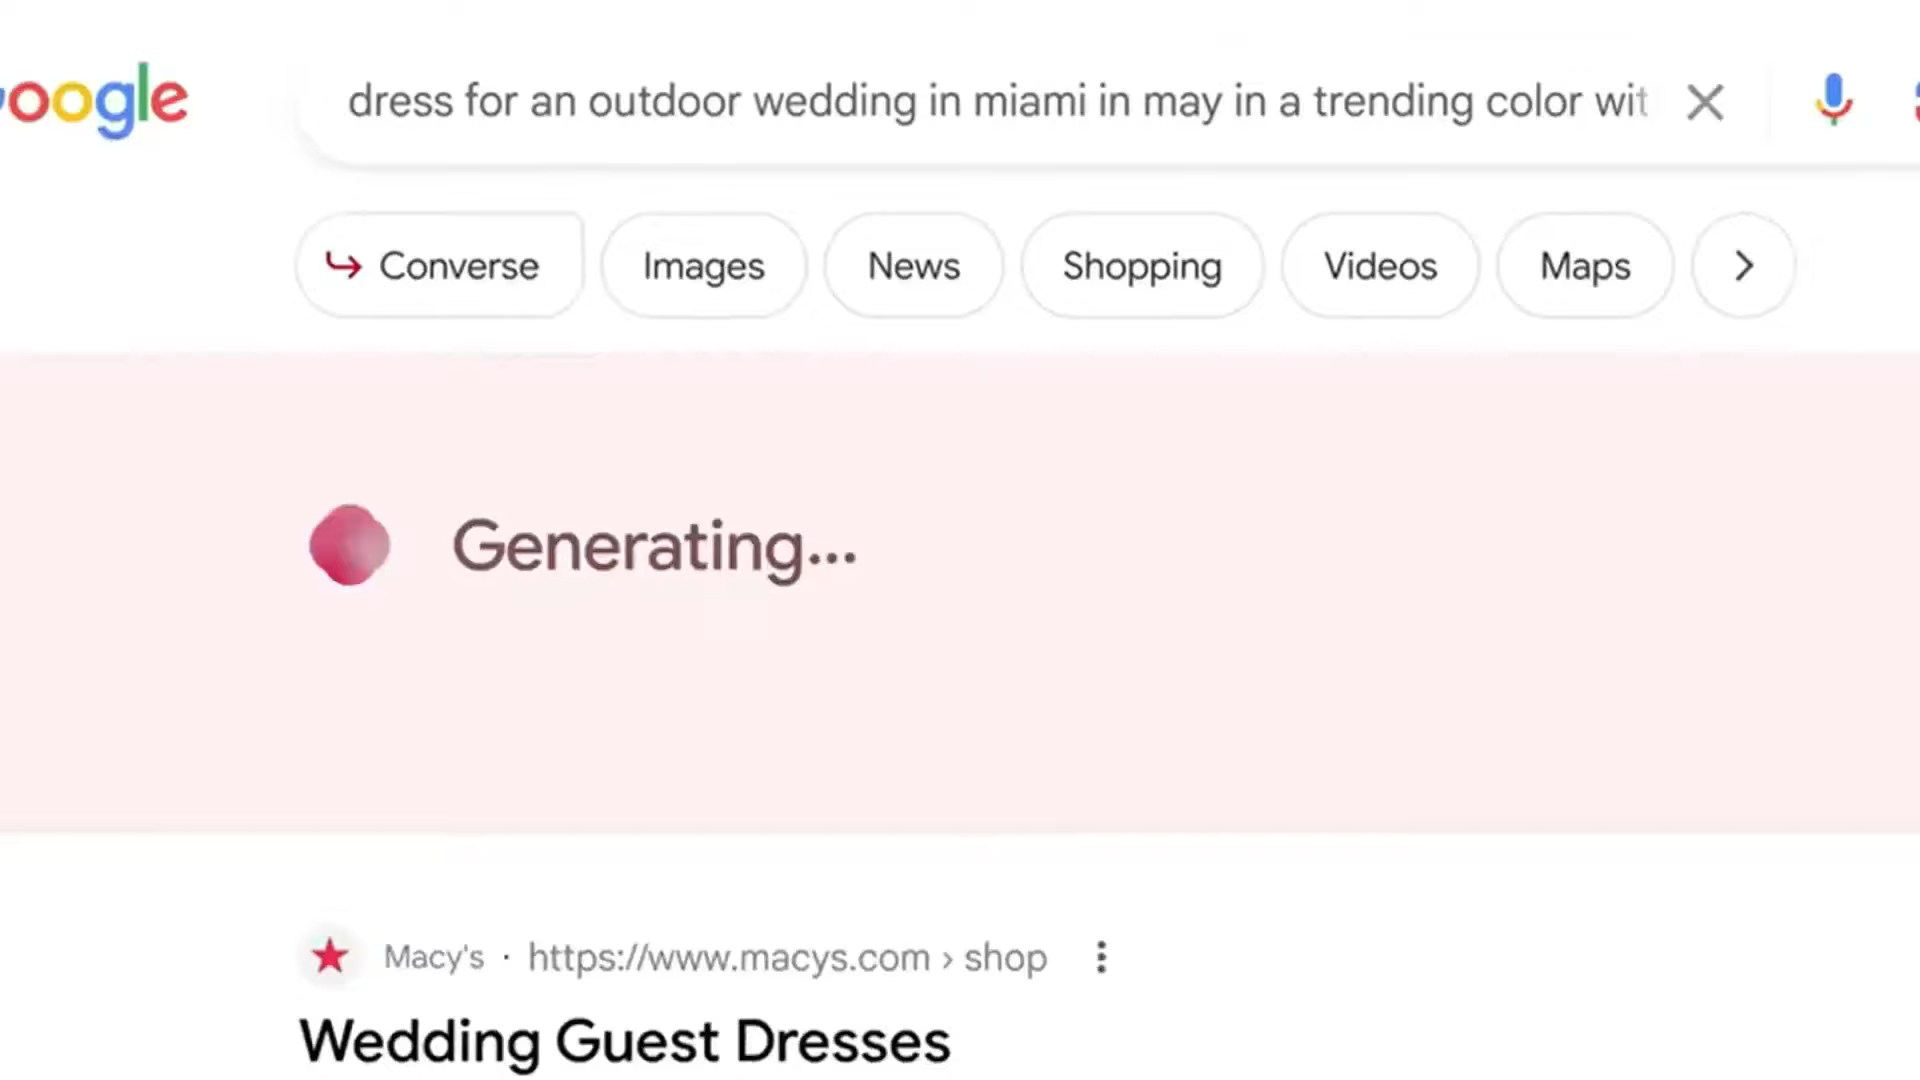 oogle
dress for an outdoor wedding in miami in may in a trending color wit
Converse Images News Shopping Videos Maps
Generating...
Macy's · https://www.macys.com › shop
Wedding Guest Dresses